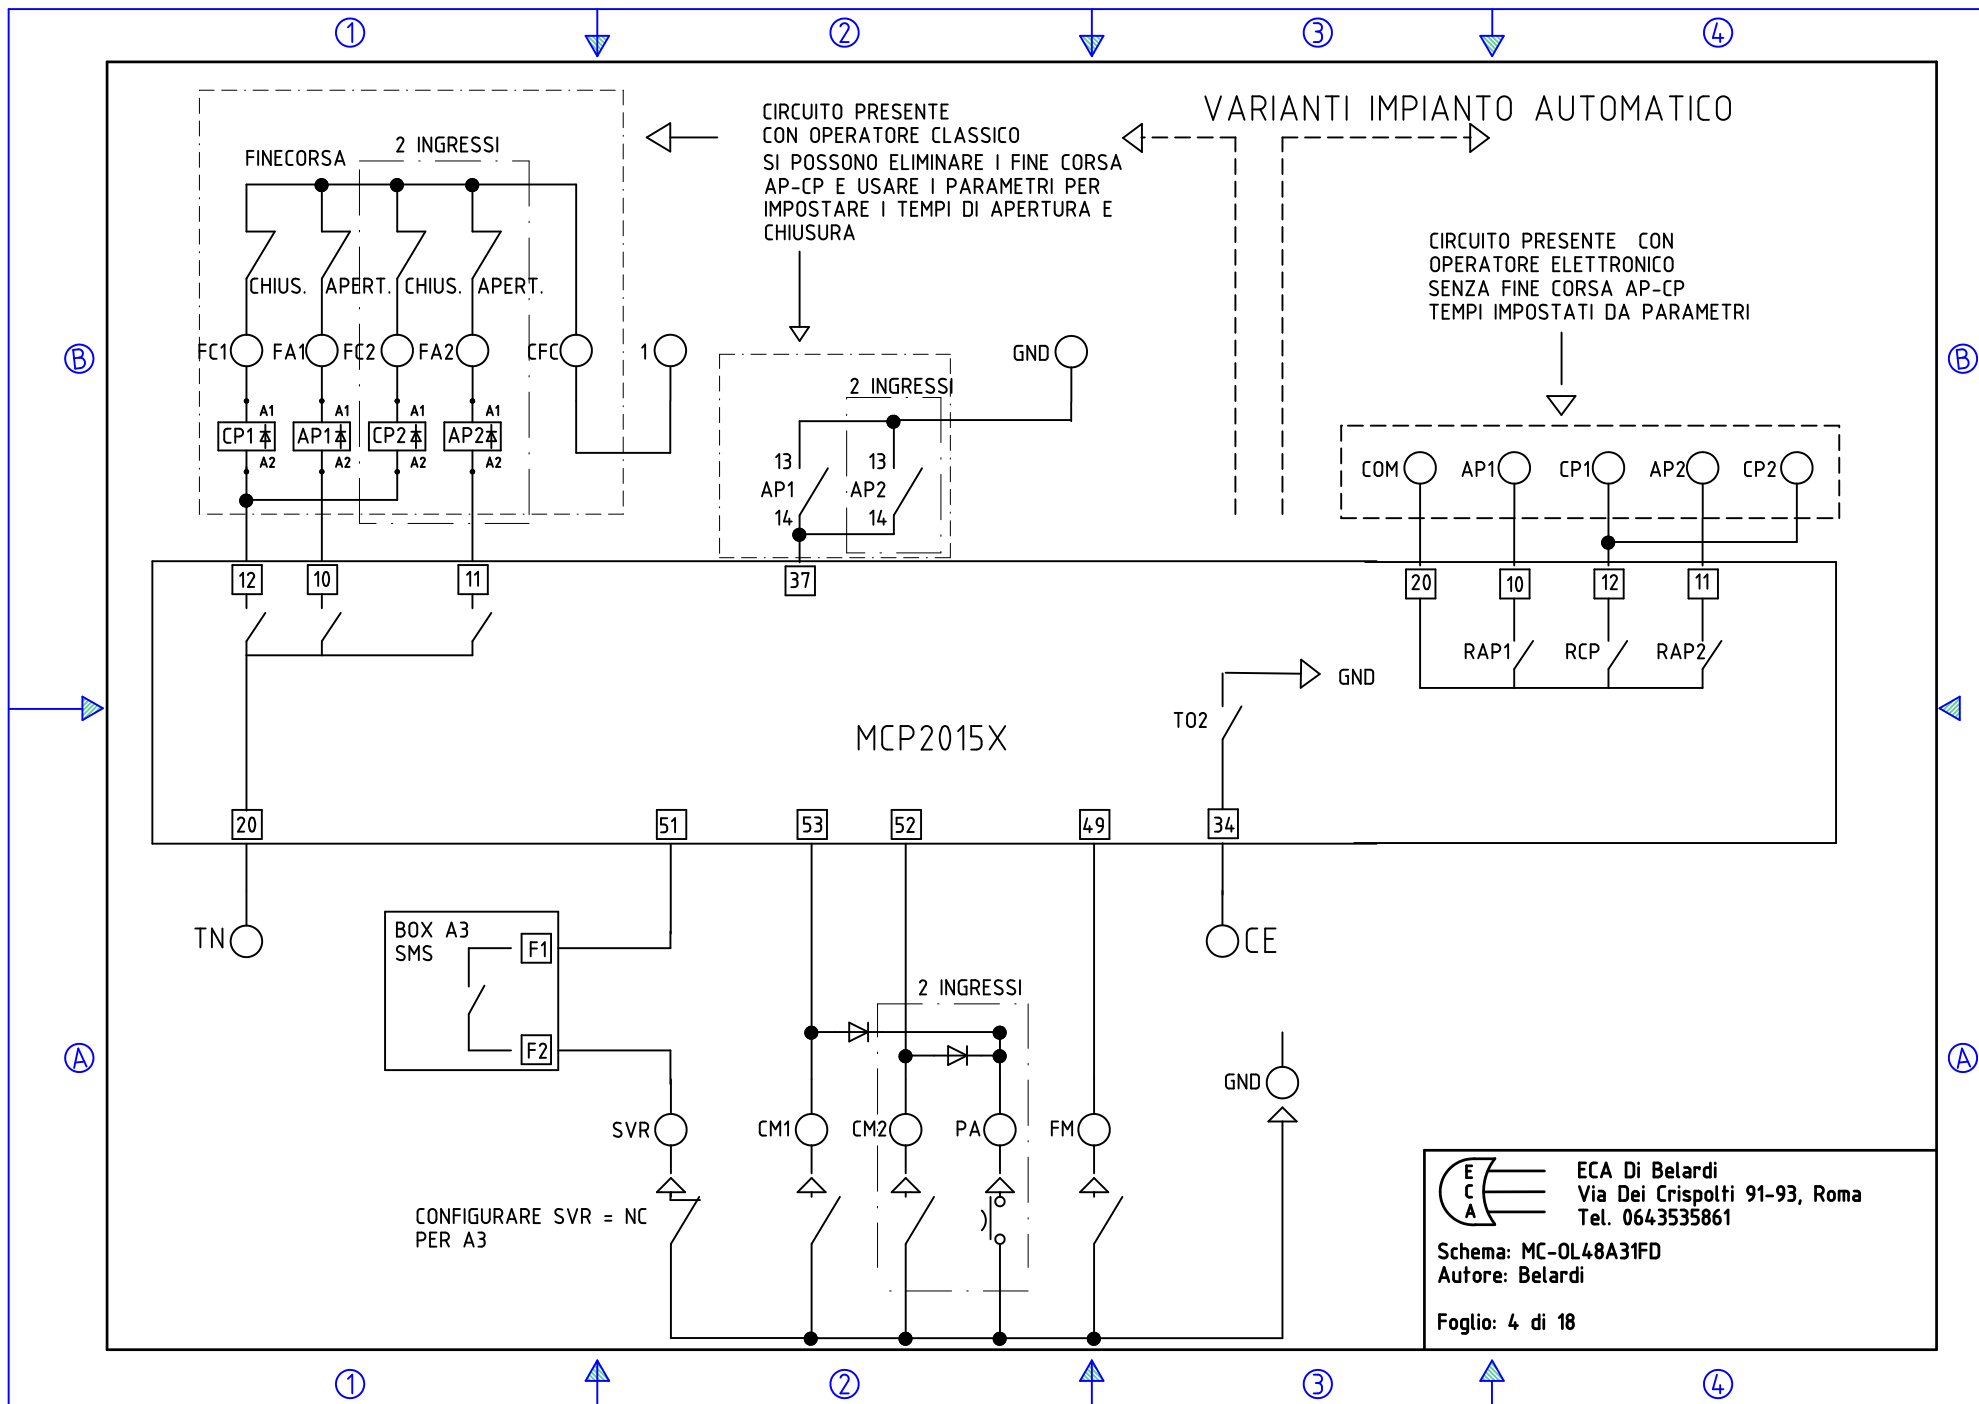 1 2 3 4
VARIANTI IMPIANTO AUTOMATICO
CIRCUITO PRESENTE
CON OPERATORE CLASSICO
SI POSSONO ELIMINARE I FINE CORSA
AP-CP E USARE I PARAMETRI PER
IMPOSTARE I TEMPI DI APERTURA E
CHIUSURA
2 INGRESSI
FINECORSA
CHIUS. APERT. CHIUS. APERT.
CIRCUITO PRESENTE CON
OPERATORE ELETTRONICO
SENZA FINE CORSA AP-CP
TEMPI IMPOSTATI DA PARAMETRI
B B
FC1 FA1 FC2 FA2 CFC 1 GND
2 INGRESSI
A1 A1 A1 A1
CP1 AP1 CP2 AP2
A2 A2 A2 A2
13 13
AP1 AP2
14 14
COM AP1 CP1 AP2 CP2
12 10 11 37 20 10 12 11
RAP1 RCP RAP2
GND
TO2
MCP2015X
20 51 53 52 49 34
TN
BOX A3
SMS
F1
F2
CE
2 INGRESSI
A A
GND
SVR CM1 CM2 PA FM
CONFIGURARE SVR = NC
PER A3
E
C
A
ECA Di Belardi
Via Dei Crispolti 91-93, Roma
Tel. 0643535861
Schema: MC-OL48A31FD
Autore: Belardi
Foglio: 4 di 18
1 2 3 4